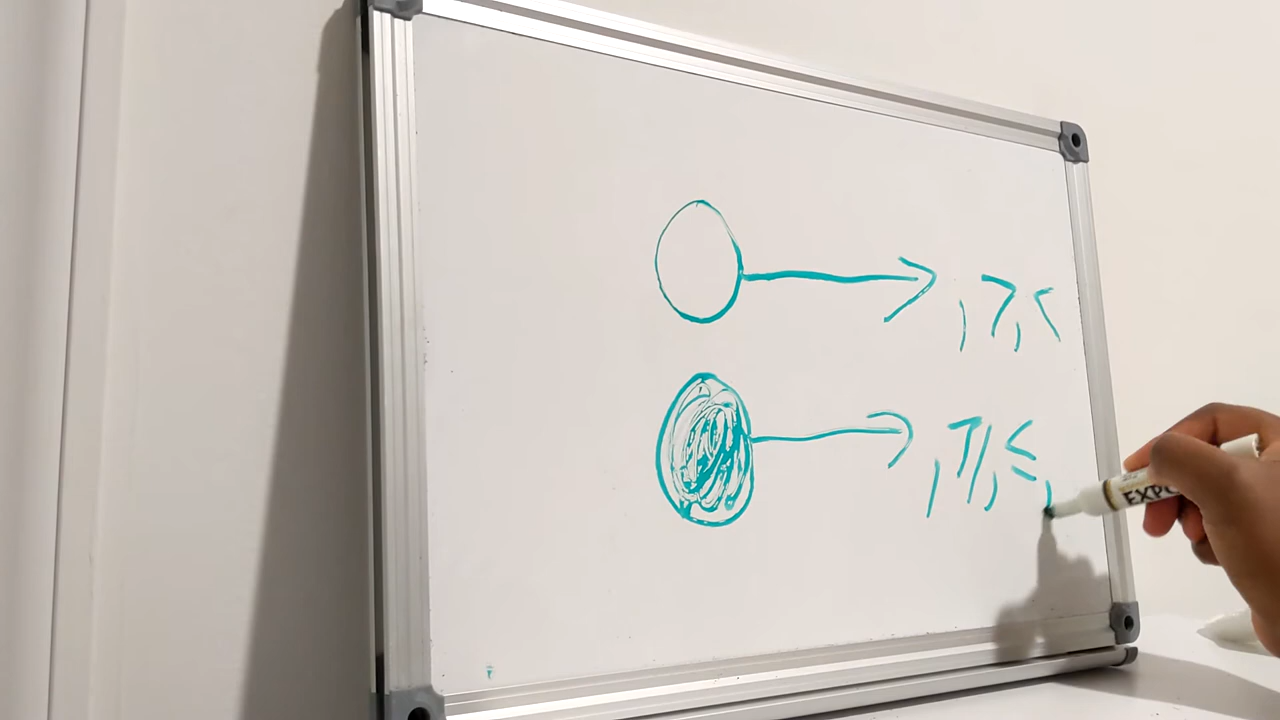 , >, <
, ≥, ≤,
EXPO